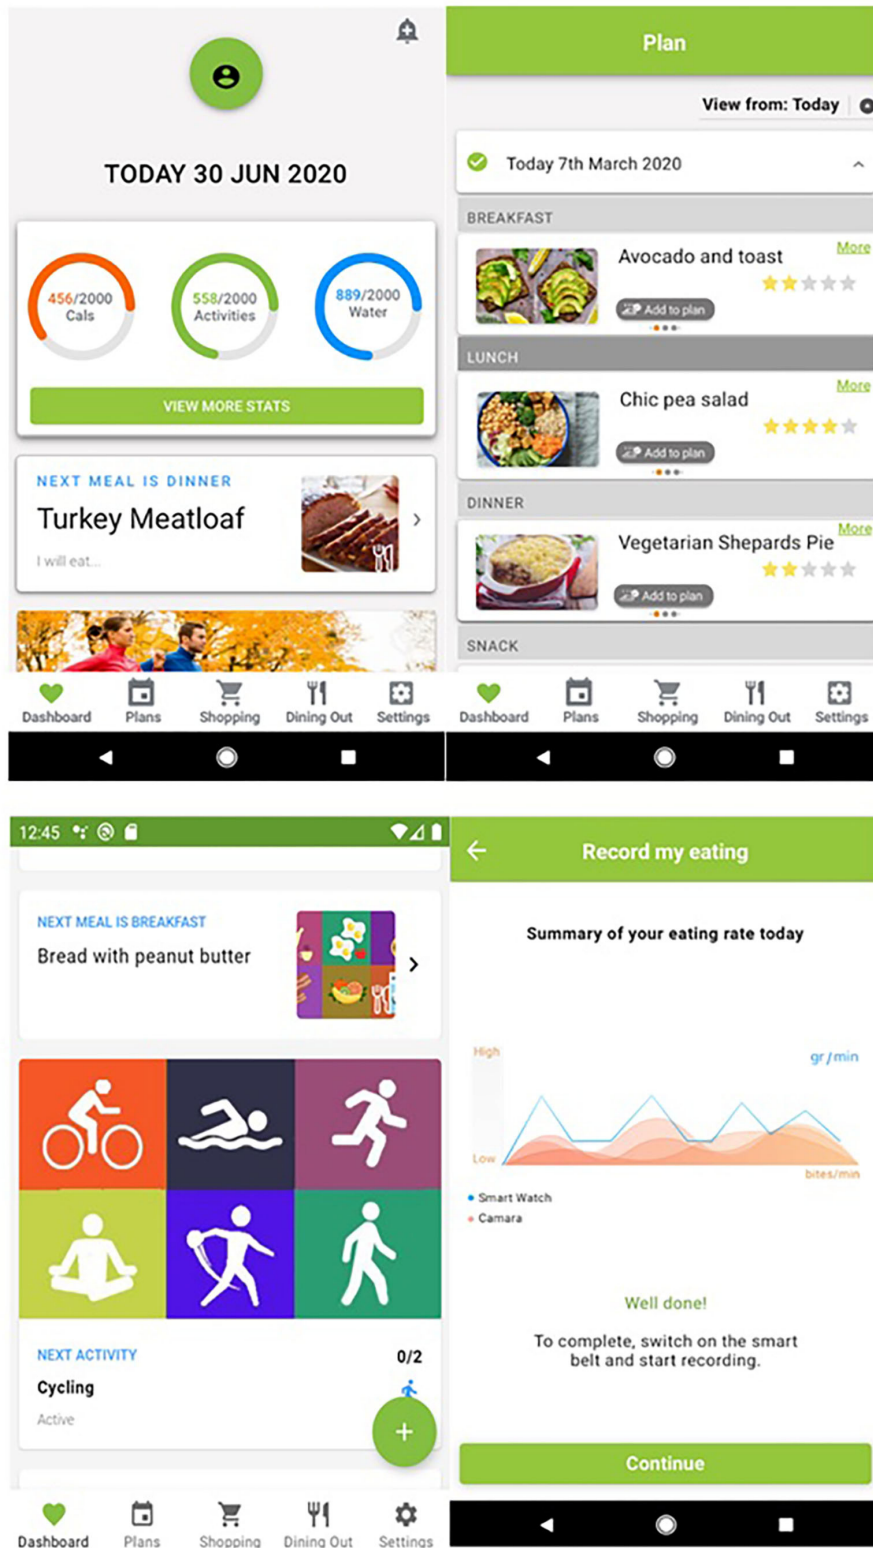 TODAY 30 JUN 2020
456/2000
Cals
558/2000
Activities
889/2000
Water
VIEW MORE STATS
NEXT MEAL IS DINNER
Turkey Meatloaf
I will eat...
Dashboard
Plans
Shopping
Dining Out
Settings
Plan
View from: Today
Today 7th March 2020
BREAKFAST
Avocado and toast
More
Add to plan
LUNCH
Chic pea salad
More
Add to plan
DINNER
Vegetarian Shepards Pie
More
Add to plan
SNACK
Dashboard
Plans
Shopping
Dining Out
Settings
12:45
NEXT MEAL IS BREAKFAST
Bread with peanut butter
NEXT ACTIVITY
0/2
Cycling
Active
+
Dashboard
Plans
Shopping
Dining Out
Settings
Record my eating
Summary of your eating rate today
High
gr/min
Low
bites/min
Smart Watch
Camara
Well done!
To complete, switch on the smart
belt and start recording.
Continue